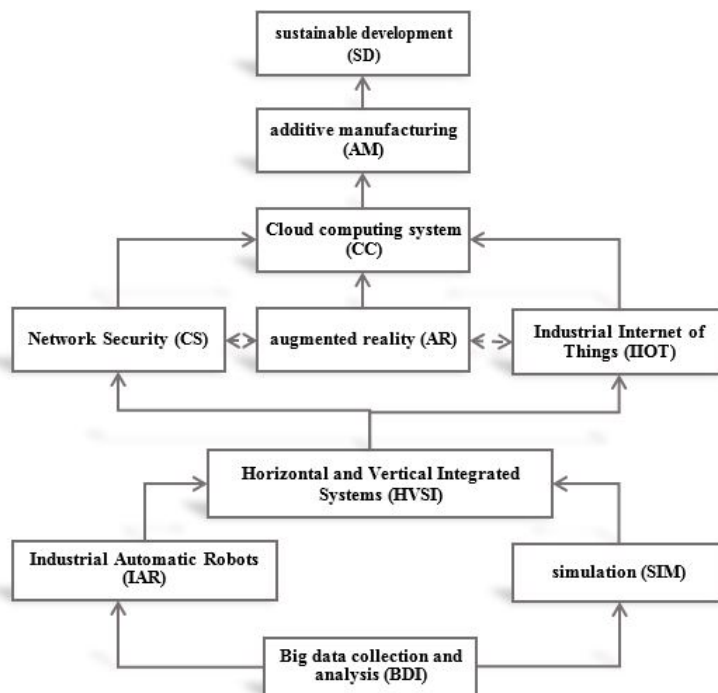 sustainable development
(SD)
additive manufacturing
(AM)
Cloud computing system
(CC)
Network Security (CS)
augmented reality (AR)
Industrial Internet of
Things (IIOT)
Horizontal and Vertical Integrated
Systems (HVSI)
Industrial Automatic Robots
(IAR)
simulation (SIM)
Big data collection and
analysis (BDI)